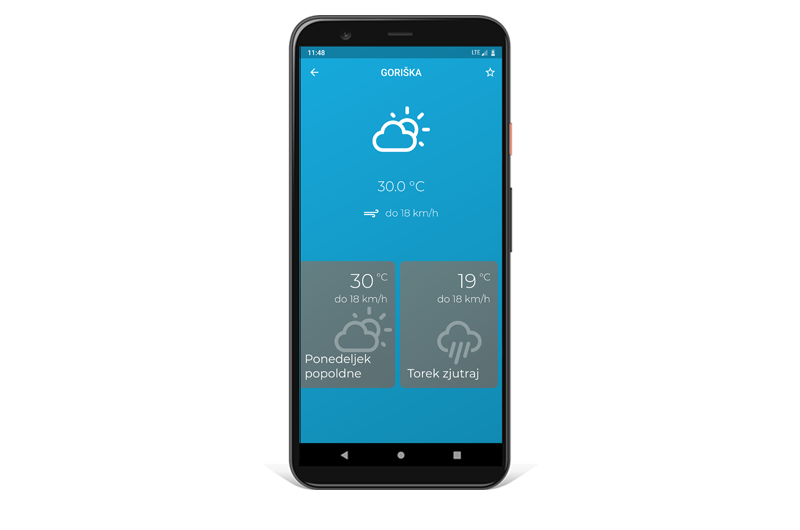 11:48
LTE
GORIŠKA
30.0 °C
do 18 km/h
30 °C
do 18 km/h
Ponedeljek
popoldne
19 °C
do 18 km/h
Torek zjutraj